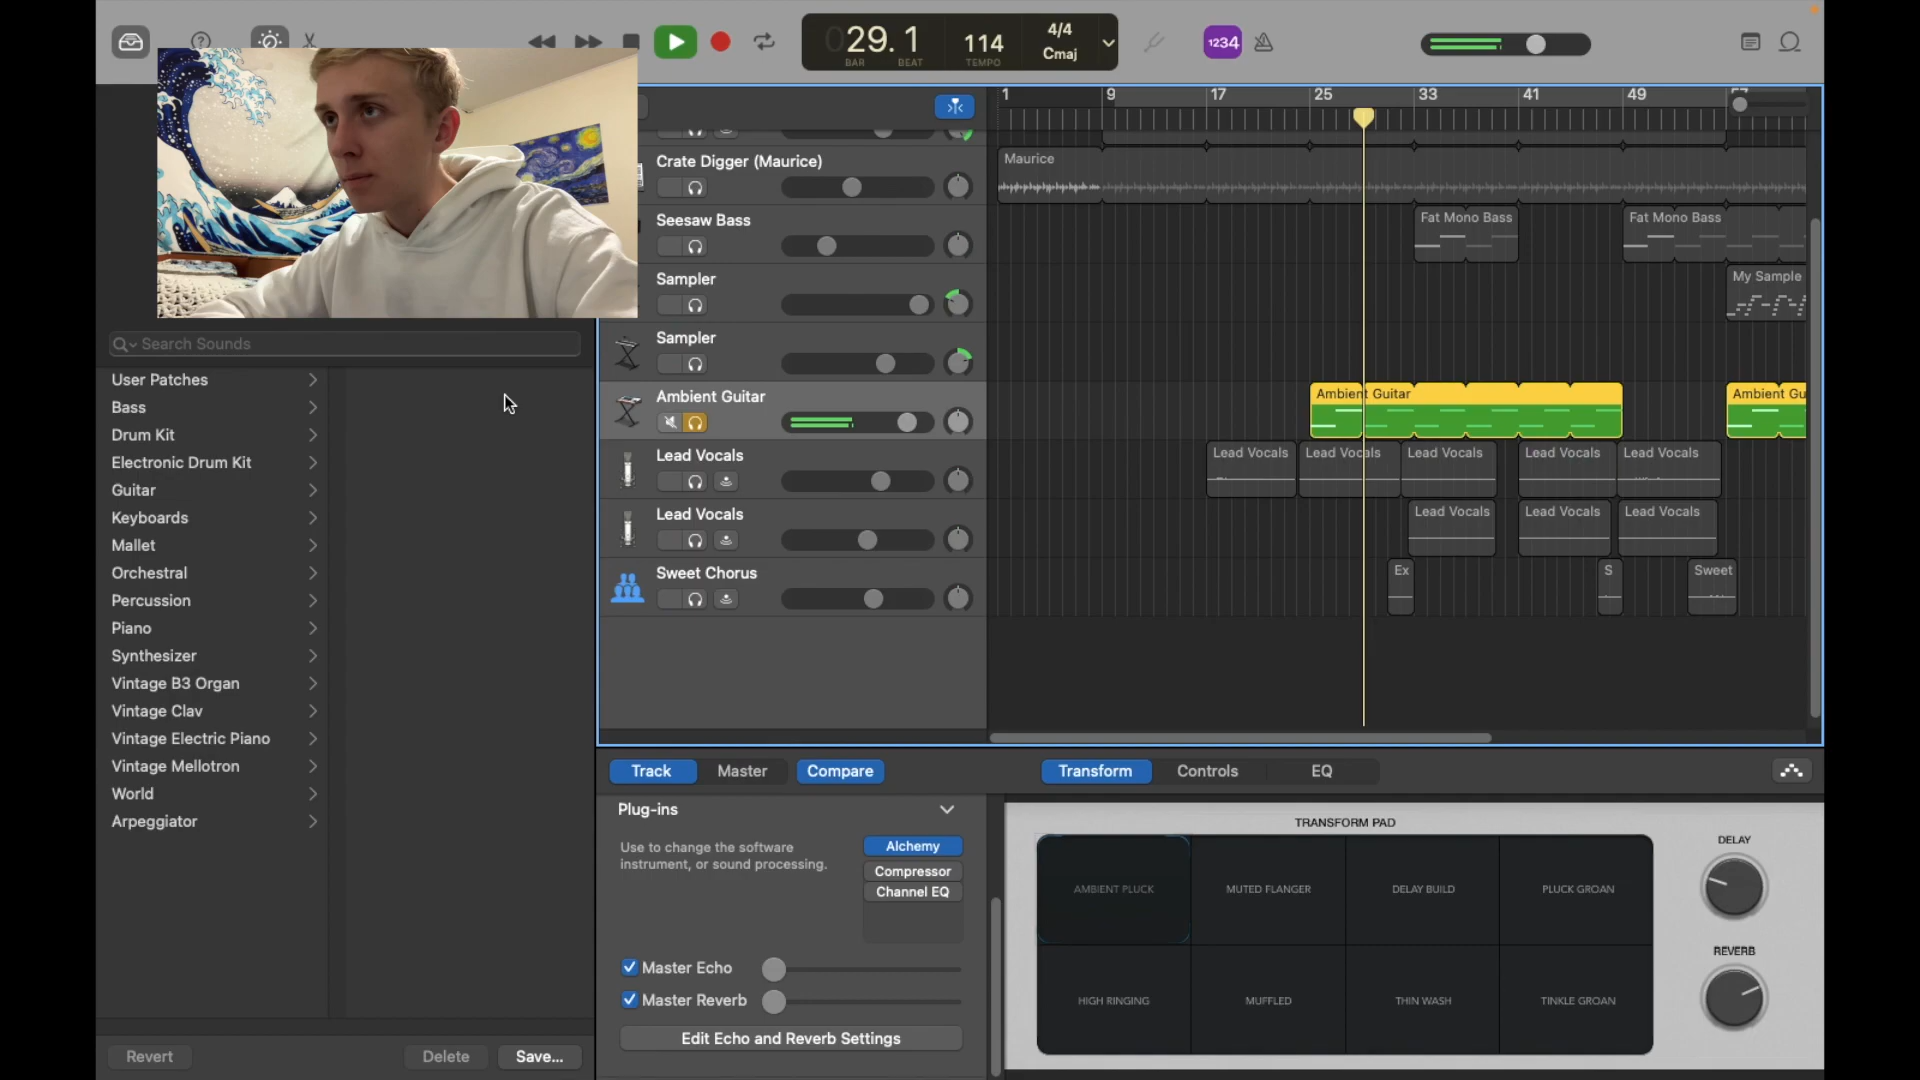 029.1
BAR
BEAT
114
TEMPO
4/4
Cmaj
1234
1
9
17
25
33
41
49
Crate Digger (Maurice)
Maurice
Seesaw Bass
Fat Mono Bass
Fat Mono Bass
Sampler
My Sample
Search Sounds
Sampler
User Patches
Bass
Drum Kit
Electronic Drum Kit
Guitar
Keyboards
Mallet
Orchestral
Percussion
Piano
Synthesizer
Vintage B3 Organ
Vintage Clav
Vintage Electric Piano
Vintage Mellotron
World
Arpeggiator
Ambient Guitar
Ambient Guitar
Ambient Gu
Lead Vocals
Lead Vocals
Lead Vocals
Lead Vocals
Lead Vocals
Lead Vocals
Lead Vocals
Lead Vocals
Lead Vocals
Lead Vocals
Sweet Chorus
Ex
S
Sweet
Track
Master
Compare
Transform
Controls
EQ
Plug-ins
Use to change the software
instrument, or sound processing.
Alchemy
Compressor
Channel EQ
Master Echo
Master Reverb
Edit Echo and Reverb Settings
TRANSFORM PAD
AMBIENT PLUCK
MUTED FLANGER
DELAY BUILD
PLUCK GROAN
HIGH RINGING
MUFFLED
THIN WASH
TINKLE GROAN
DELAY
REVERB
Revert
Delete
Save...